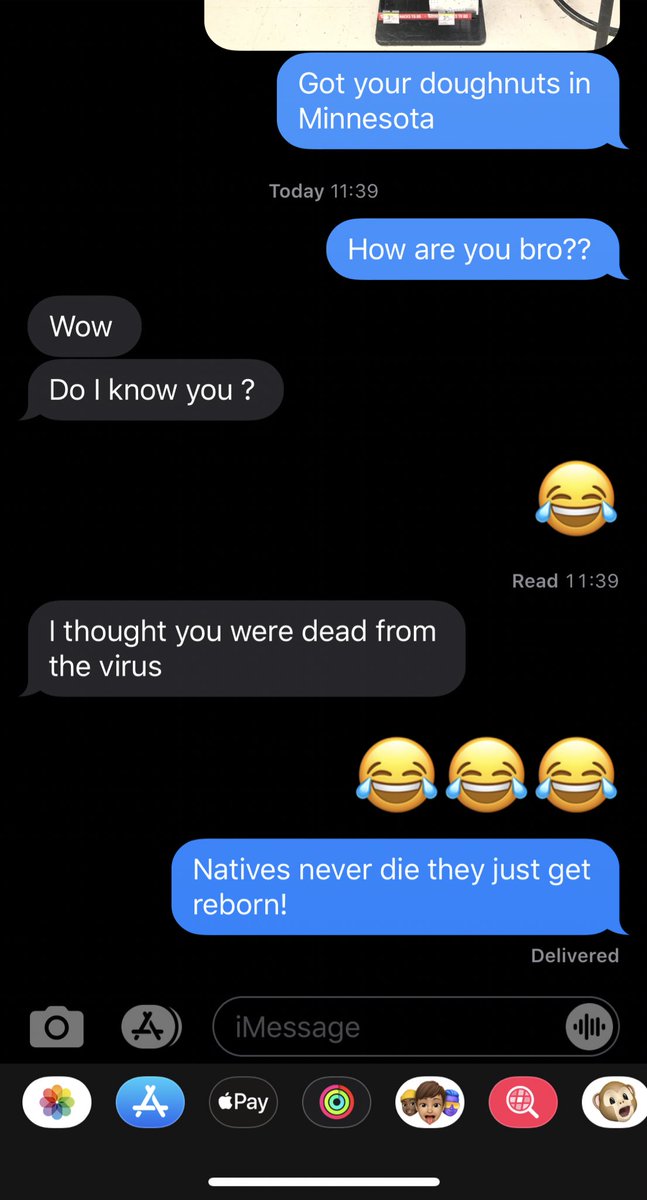 Got your doughnuts in
Minnesota
Today 11:39
How are you bro??
Wow
Do I know you ?
Read 11:39
I thought you were dead from
the virus
Natives never die they just get
reborn!
Delivered
iMessage
Pay